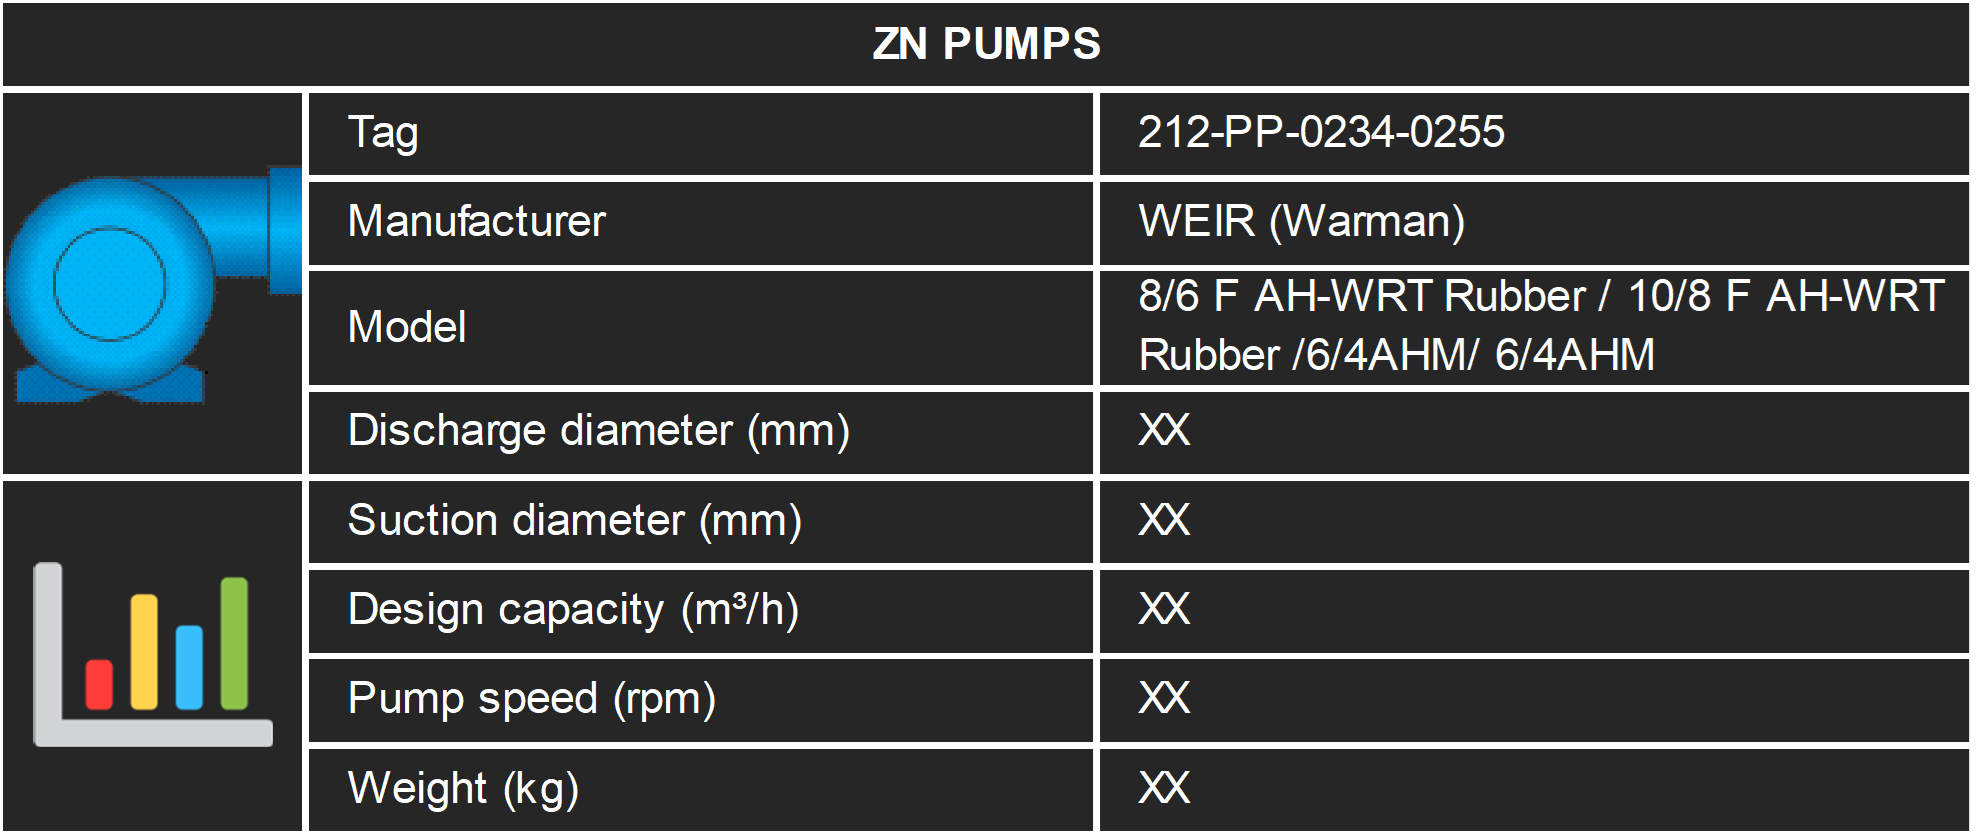 ZN PUMPS
Tag
212-PP-0234-0255
Manufacturer
WEIR (Warman)
Model
8/6 F AH-WRT Rubber / 10/8 F AH-WRT
Rubber /6/4AHM/ 6/4AHM
Discharge diameter (mm)
XX
Suction diameter (mm)
XX
Design capacity (m³/h)
XX
Pump speed (rpm)
XX
Weight (kg)
XX